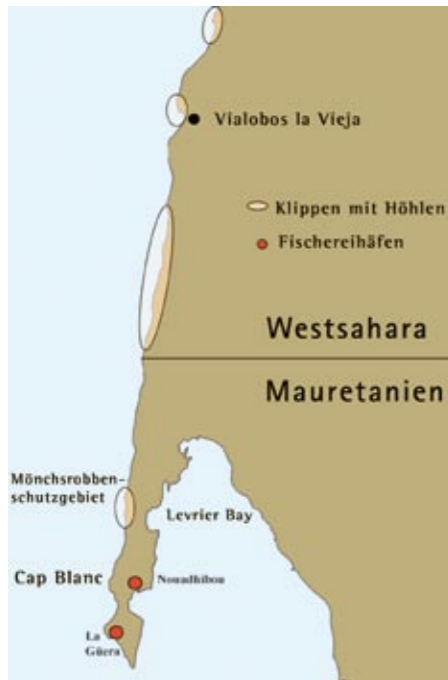 Vialobos la Vieja
Klippen mit Höhlen
Fischereihäfen
Westsahara
Mauretanien
Mönchsrobben-
schutzgebiet
Levrier Bay
Cap Blanc
Nouadhibou
La
Güera